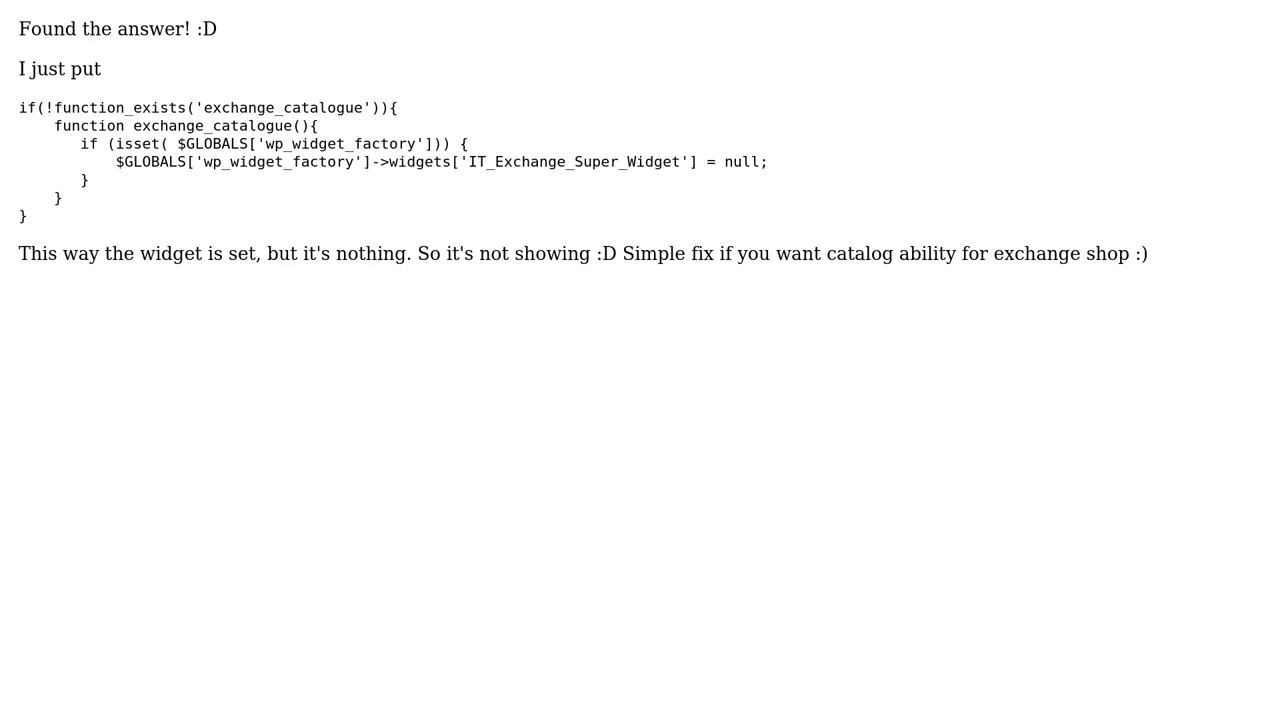 Found the answer! :D
I just put
if(!function_exists('exchange_catalogue')){
    function exchange_catalogue(){
       if (isset( $GLOBALS['wp_widget_factory'])) {
           $GLOBALS['wp_widget_factory']->widgets['IT_Exchange_Super_Widget'] = null;
       }
    }
}
This way the widget is set, but it's nothing. So it's not showing :D Simple fix if you want catalog ability for exchange shop :)